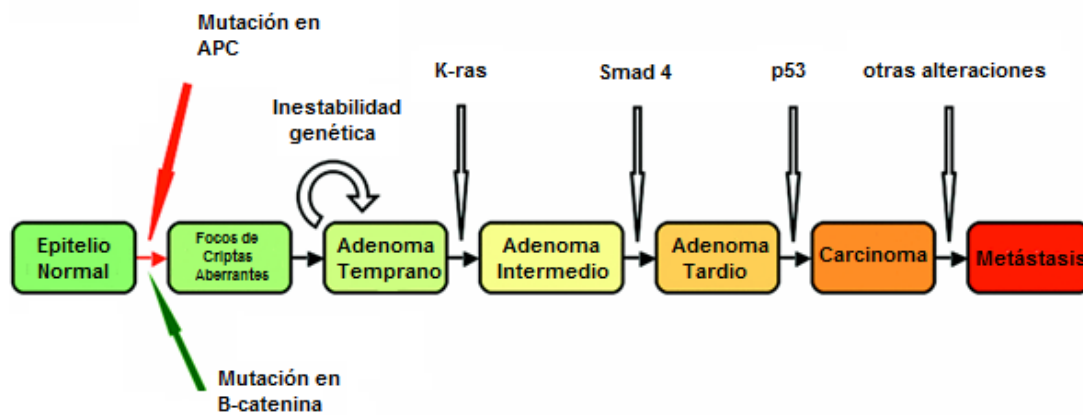 Mutación en
APC
K-ras
Smad 4
p53
otras alteraciones
Inestabilidad
genética
Epitelio
Normal
Focos de
Criptas
Aberrantes
Adenoma
Temprano
Adenoma
Intermedio
Adenoma
Tardio
Carcinoma
Metástasis
Mutación en
B-catenina